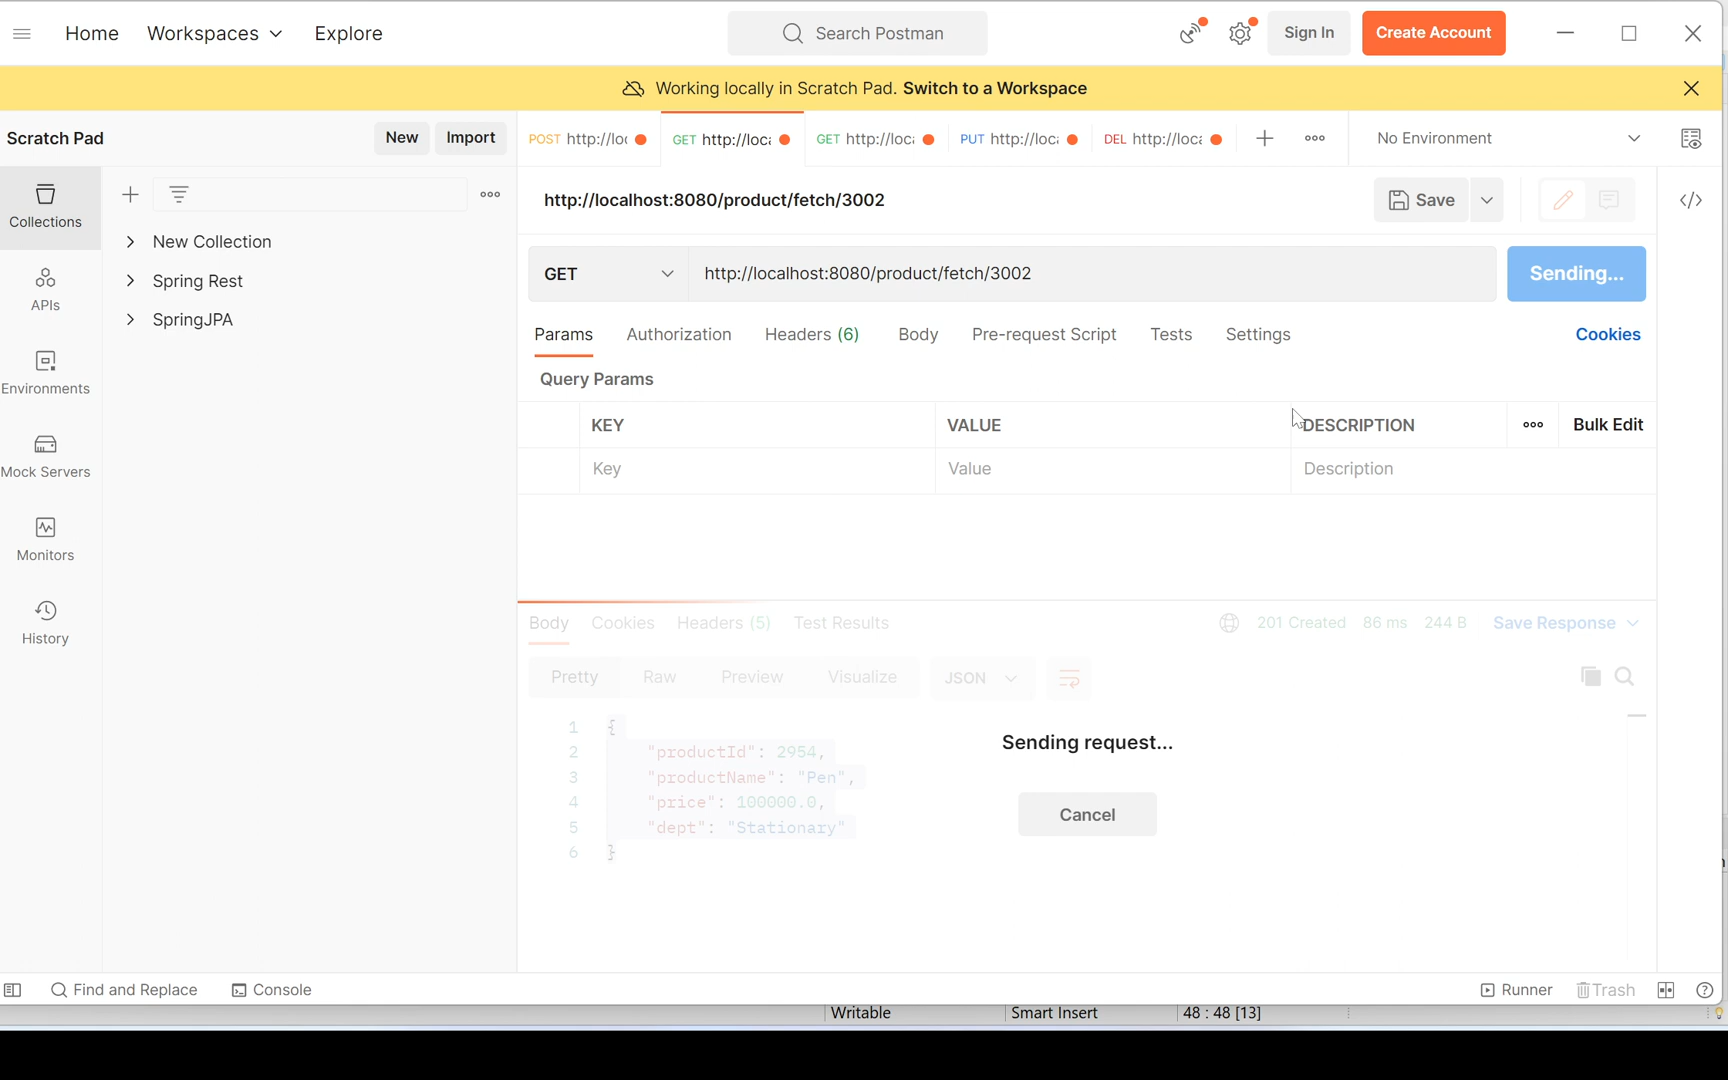 Home Workspaces Explore Search Postman Sign In Create Account
Working locally in Scratch Pad. Switch to a Workspace
Scratch Pad New Import POST http://loc GET http://loca GET http://loca PUT http://loca DEL http://loca No Environment
http://localhost:8080/product/fetch/3002 Save
Collections
New Collection
Spring Rest
SpringJPA
APIs
Environments
Mock Servers
Monitors
History
GET http://localhost:8080/product/fetch/3002 Sending...
Params Authorization Headers (6) Body Pre-request Script Tests Settings Cookies
Query Params
KEY VALUE DESCRIPTION Bulk Edit
Key Value Description
Body Cookies Headers (5) Test Results 201 Created 86 ms 244 B Save Response
Pretty Raw Preview Visualize JSON
1 {
2 "productId": 2954,
3 "productName": "Pen",
4 "price": 100000.0,
5 "dept": "Stationary"
6 }
Sending request...
Cancel
Find and Replace Console Runner Trash
Writable Smart Insert 48 : 48 [13]